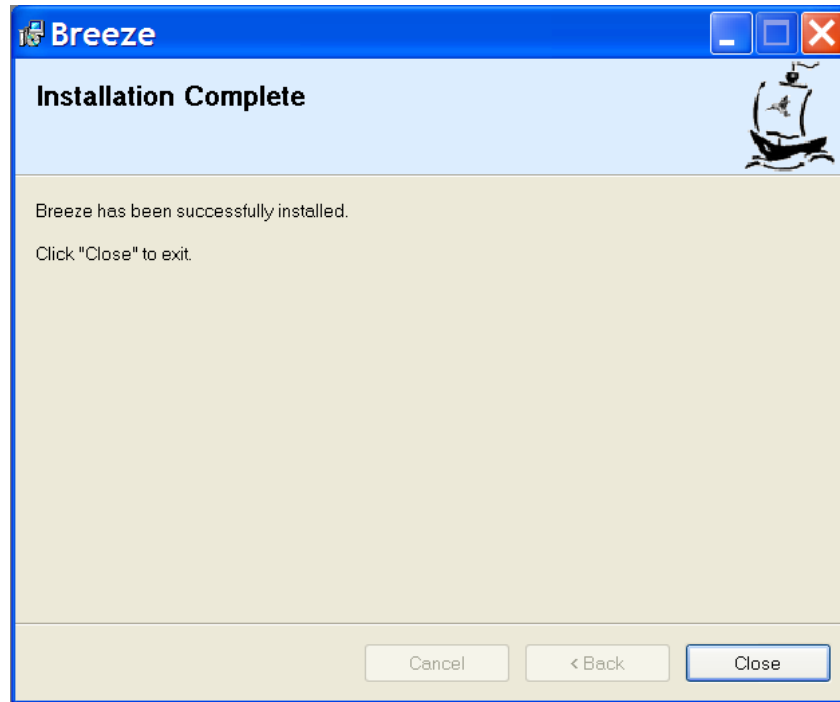 Breeze
Installation Complete
Breeze has been successfully installed.
Click "Close" to exit.
Cancel
< Back
Close